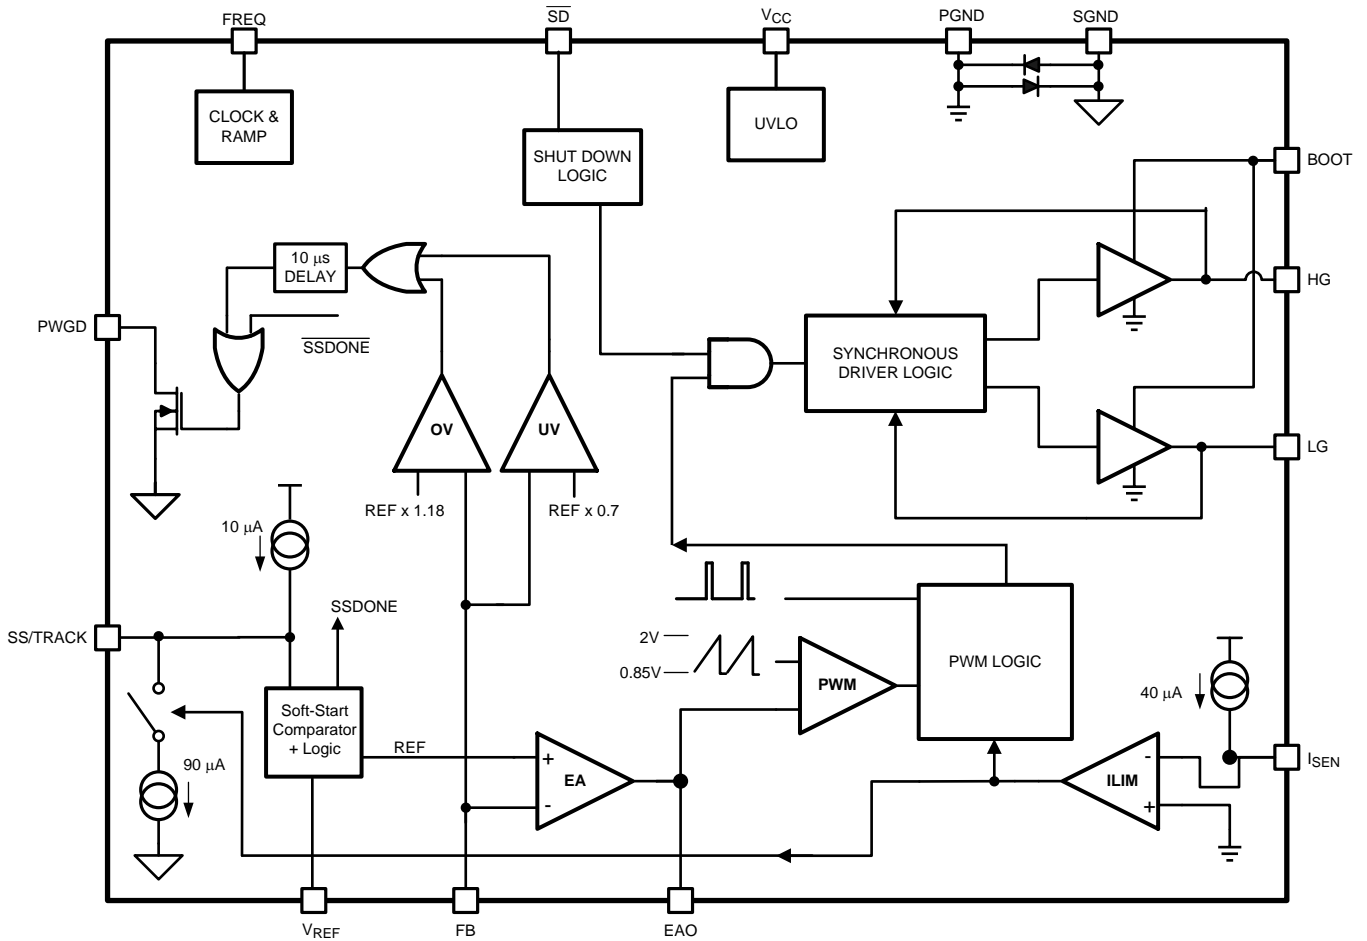 FREQ
SD
VCC
PGND
SGND
CLOCK &
RAMP
UVLO
SHUT DOWN
LOGIC
BOOT
10 μs
DELAY
HG
PWGD
SSDONE
SYNCHRONOUS
DRIVER LOGIC
OV
UV
LG
REF x 1.18
REF x 0.7
10 μA
SSDONE
SS/TRACK
2V
0.85V
PWM
PWM LOGIC
40 μA
Soft-Start
Comparator
+ Logic
REF
90 μA
+
EA
-
ILIM
-
+
ISEN
VREF
FB
EAO